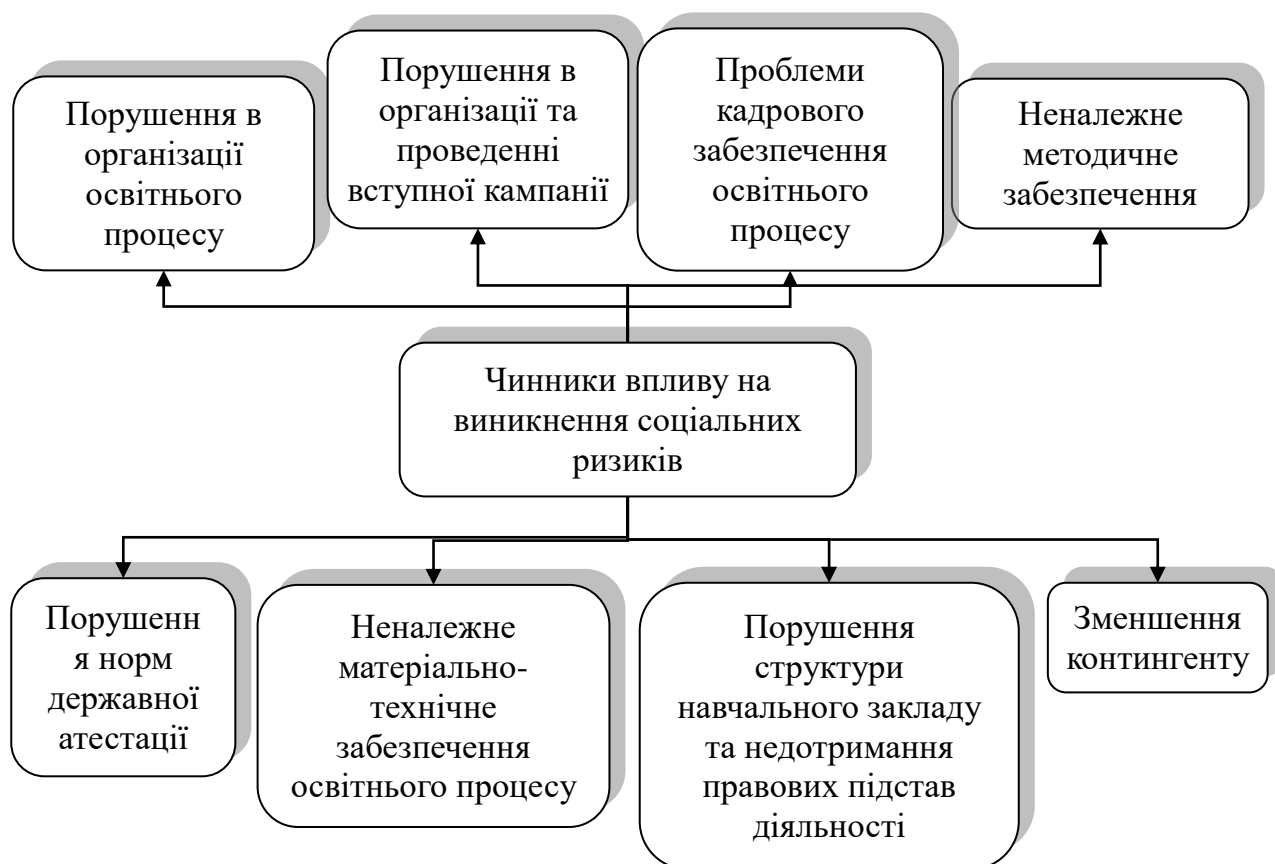 Порушення в
організації
освітнього
процесу
Порушення в
організації та
проведенні
вступної кампанії
Проблеми
кадрового
забезпечення
освітнього
процесу
Неналежне
методичне
забезпечення
Чинники впливу на
виникнення соціальних
ризиків
Порушенн
я норм
державної
атестації
Неналежне
матеріально-
технічне
забезпечення
освітнього процесу
Порушення
структури
навчального закладу
та недотримання
правових підстав
діяльності
Зменшення
контингенту